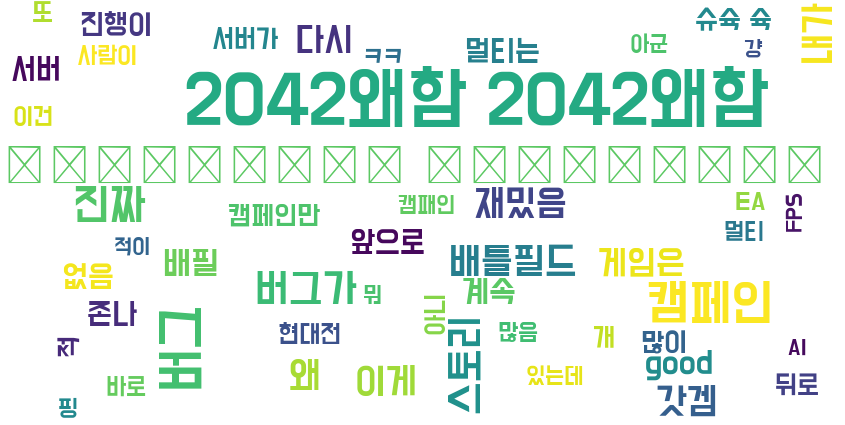 또
진행이
사람이
서버
이건
서버가
다시
ㅋㅋ
멀티는
아군
슈슉 슉
걍
내가
2042왜함 2042왜함
진짜
캠페인만
캠패인
재밌음
EA
FPS
멀티
앞으로
적이
배필
배틀필드
게임은
없음
버그가
뭐
계속
캠페인
존나
버그
현대전
아니
스토리
많음
개
많이
적
왜
이게
good
AI
바로
있는데
뒤로
핑
갓겜